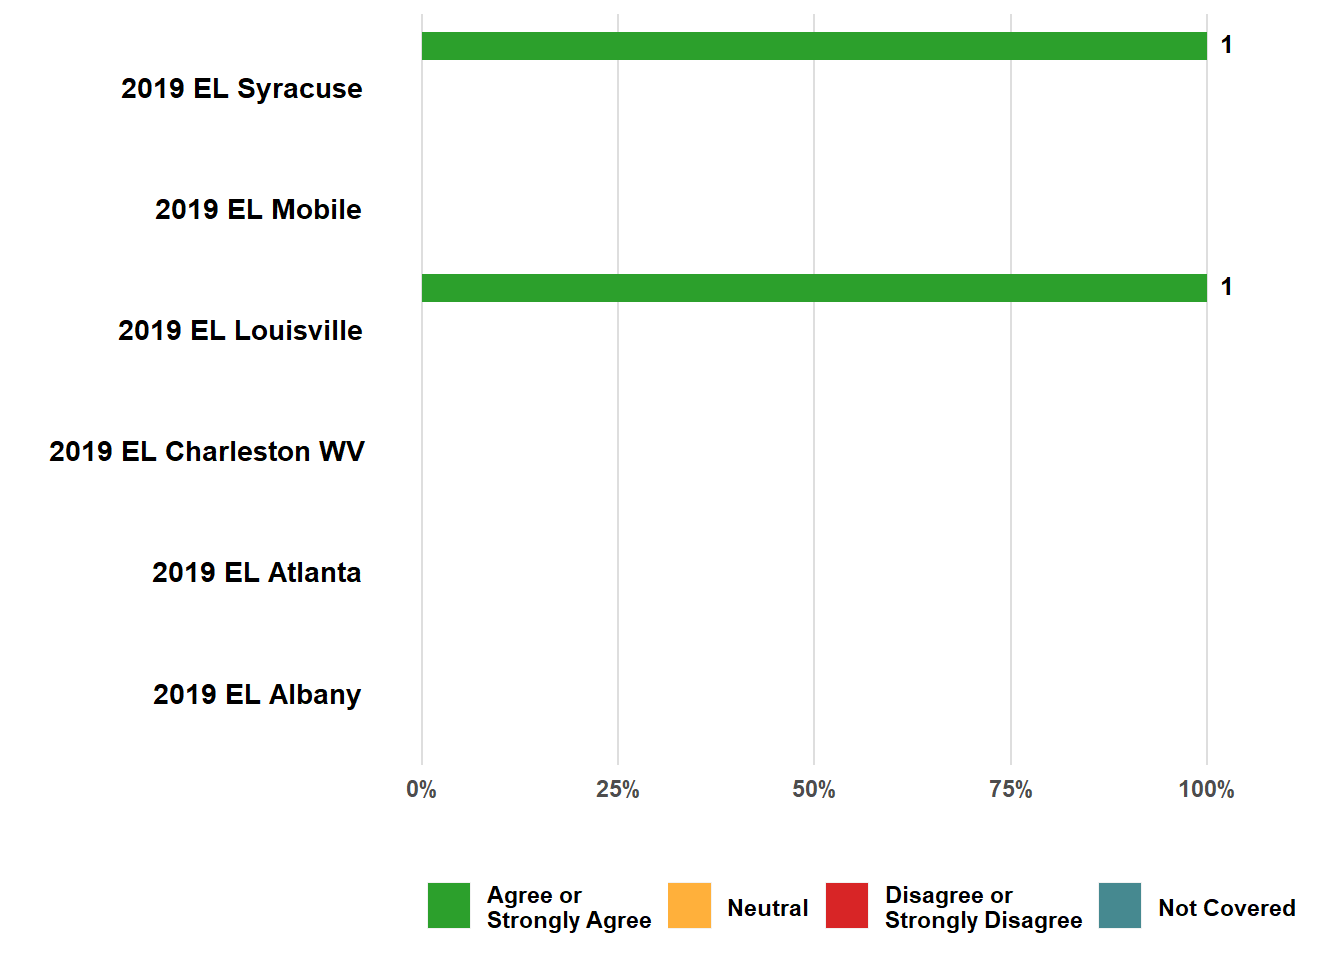 1
2019 EL Syracuse
2019 EL Mobile
1
2019 EL Louisville
2019 EL Charleston WV
2019 EL Atlanta
2019 EL Albany
0% 25% 50% 75% 100%
Agree or
Strongly Agree
Neutral
Disagree or
Strongly Disagree
Not Covered